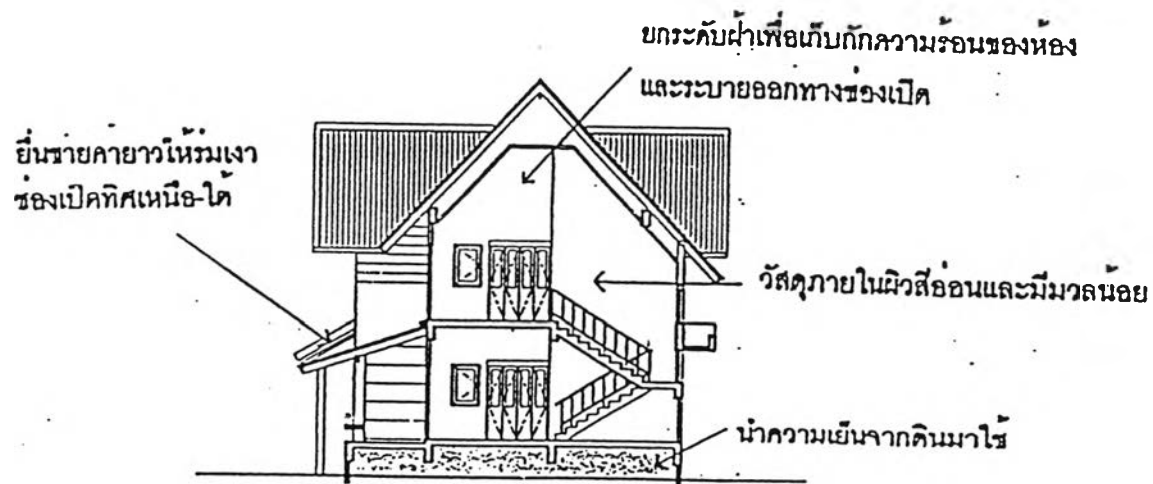 ยกระดับฝ้าเพื่อเก็บกักความร้อนของห้อง
และระบายออกทางช่องเปิด
ยื่นชายคายาวให้ร่มเงา
ช่องเปิดทิศเหนือ-ใต้
วัสดุภายในผิวสีอ่อนและมีมวลน้อย
นำความเย็นจากดินมาใช้